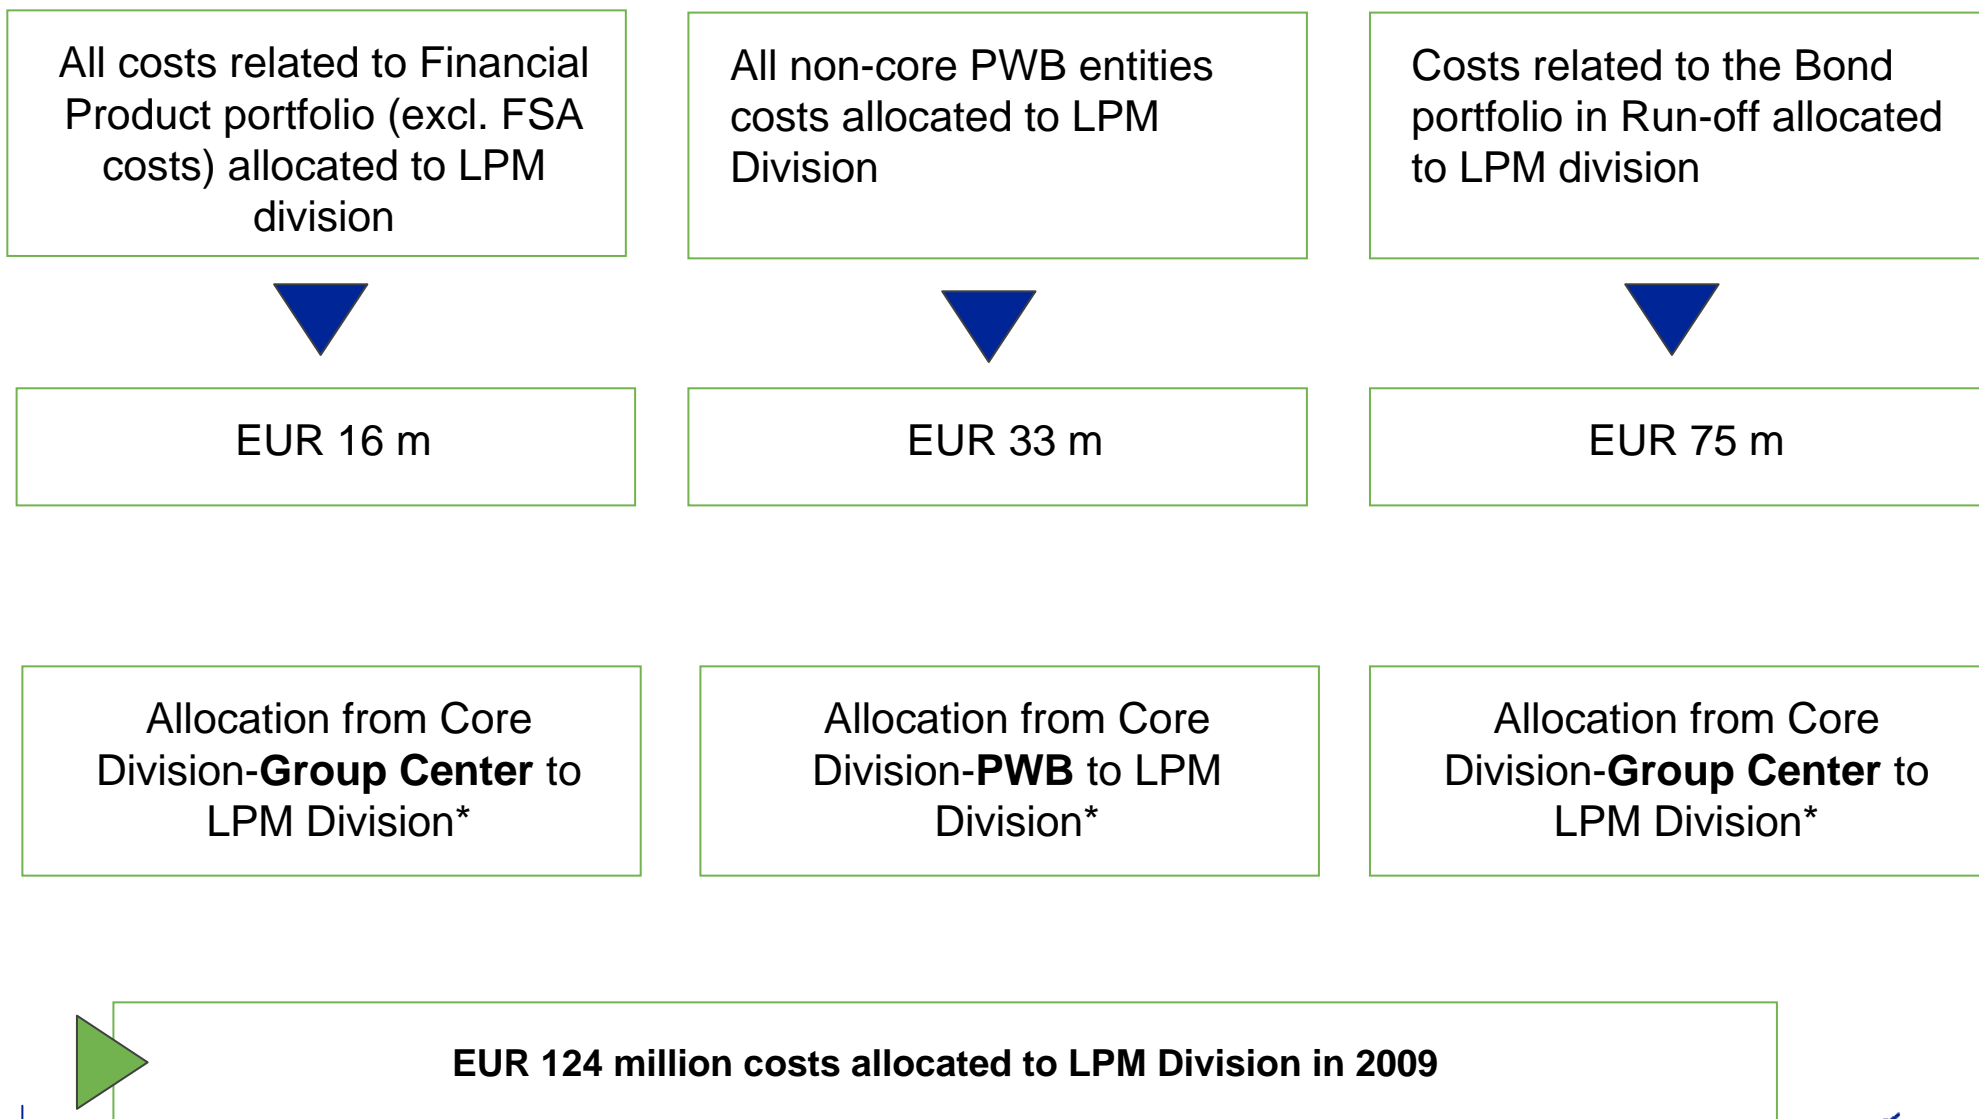 All costs related to Financial
Product portfolio (excl. FSA
costs) allocated to LPM
division
All non-core PWB entities
costs allocated to LPM
Division
Costs related to the Bond
portfolio in Run-off allocated
to LPM division
EUR 16 m
EUR 33 m
EUR 75 m
Allocation from Core
Division-Group Center to
LPM Division*
Allocation from Core
Division-PWB to LPM
Division*
Allocation from Core
Division-Group Center to
LPM Division*
EUR 124 million costs allocated to LPM Division in 2009